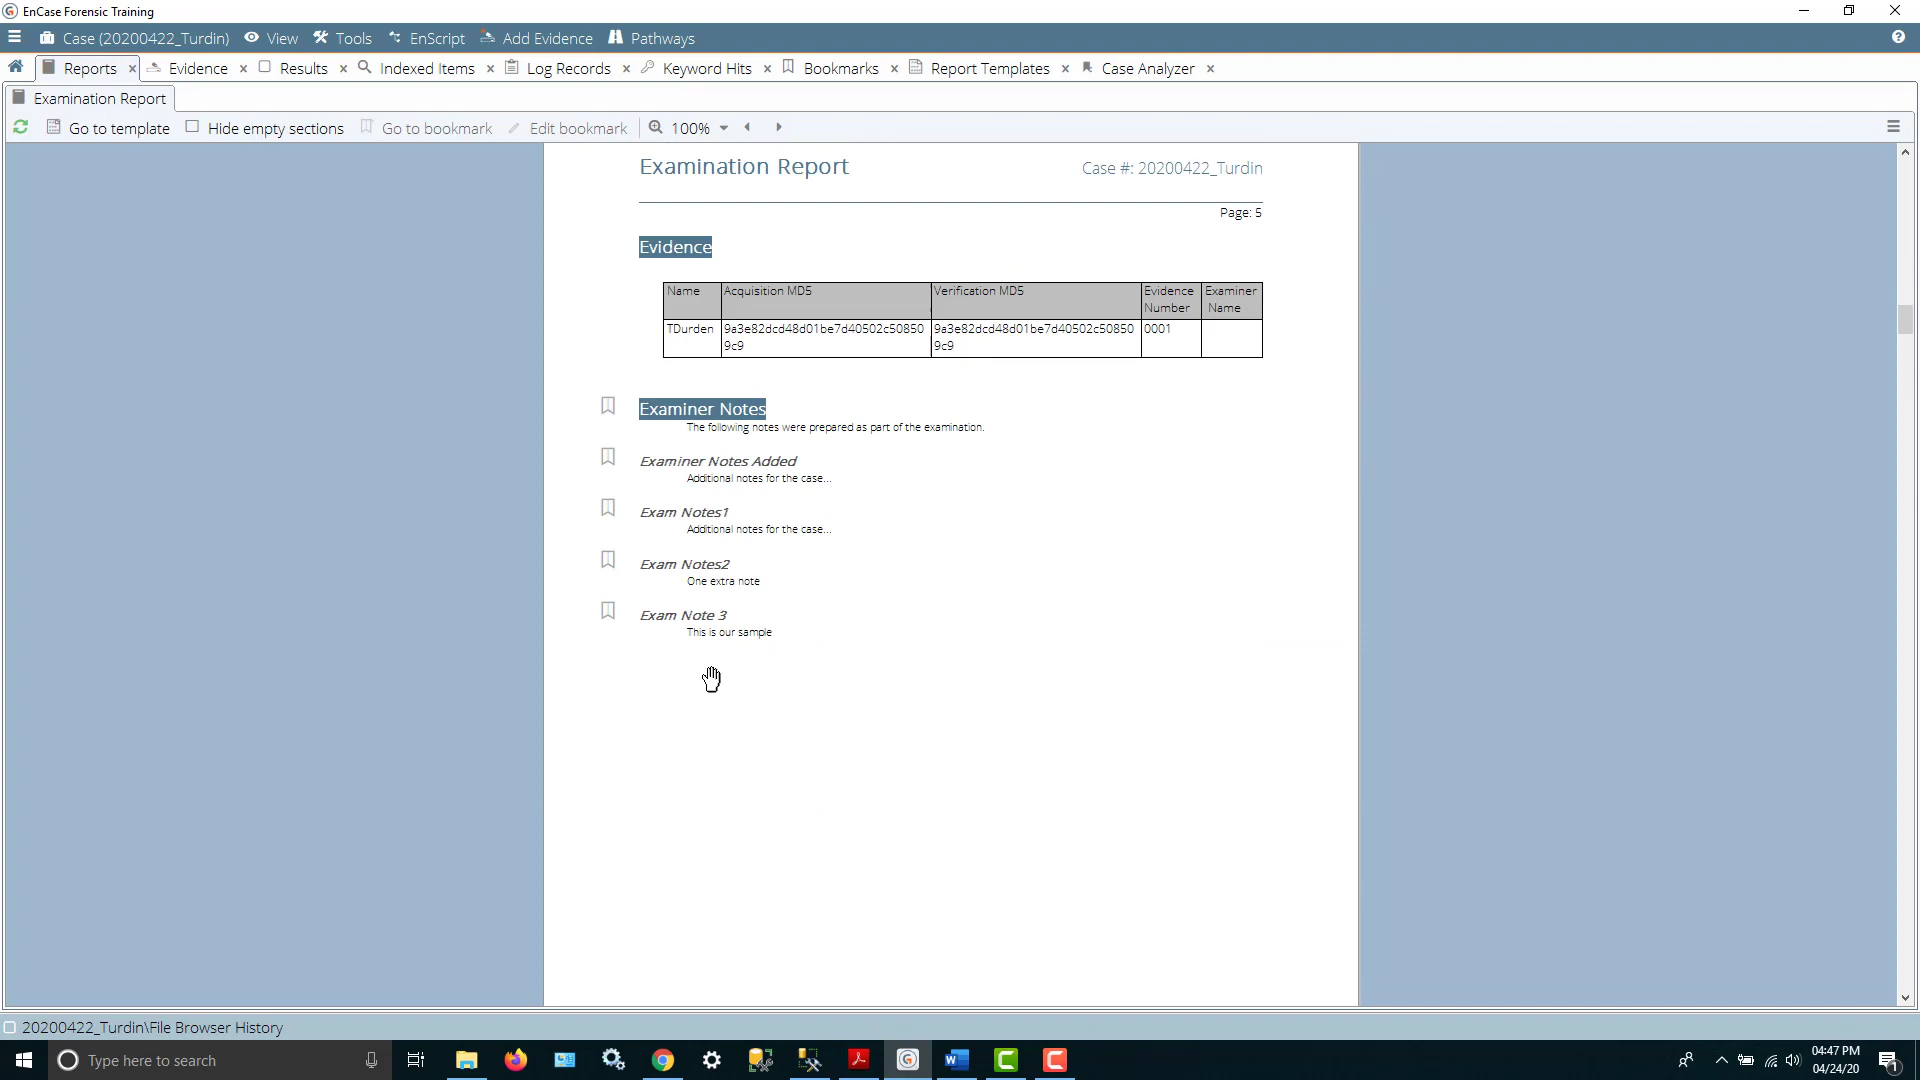 EnCase Forensic Training
Case (20200422_Turdin) View Tools EnScript Add Evidence Pathways
Reports Evidence Results Indexed Items Log Records Keyword Hits Bookmarks Report Templates Case Analyzer
Examination Report
Go to template Hide empty sections Go to bookmark Edit bookmark 100%
Examination Report Case #: 20200422_Turdin
Page: 5
Evidence
Name Acquisition MD5 Verification MD5 Evidence Number Examiner Name
TDurden 9a3e82dcd48d01be7d40502c50850 9a3e82dcd48d01be7d40502c50850 0001
9c9 9c9
Examiner Notes
The following notes were prepared as part of the examination.
Examiner Notes Added
Additional notes for the case...
Exam Notes1
Additional notes for the case...
Exam Notes2
One extra note
Exam Note 3
This is our sample
20200422_Turdin\File Browser History
Type here to search
04:47 PM
04/24/20
1